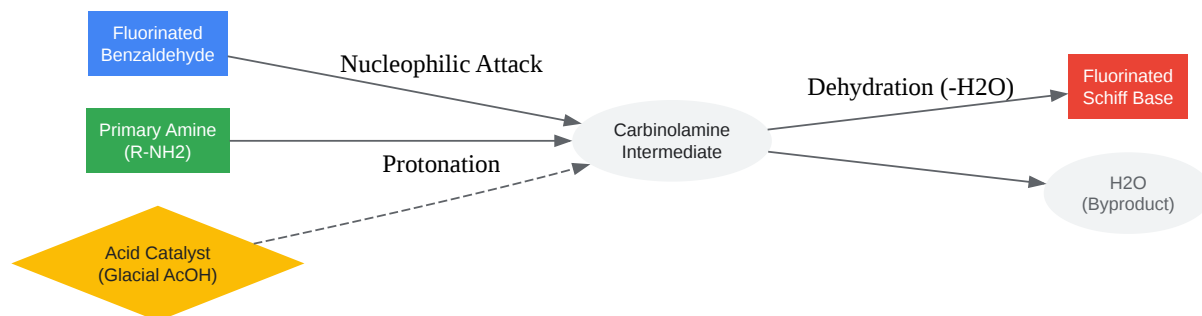 Fluorinated
Benzaldehyde
Nucleophilic Attack
Primary Amine
(R-NH2)
Protonation
Acid Catalyst
(Glacial AcOH)
Carbinolamine
Intermediate
Dehydration (-H2O)
Fluorinated
Schiff Base
H2O
(Byproduct)